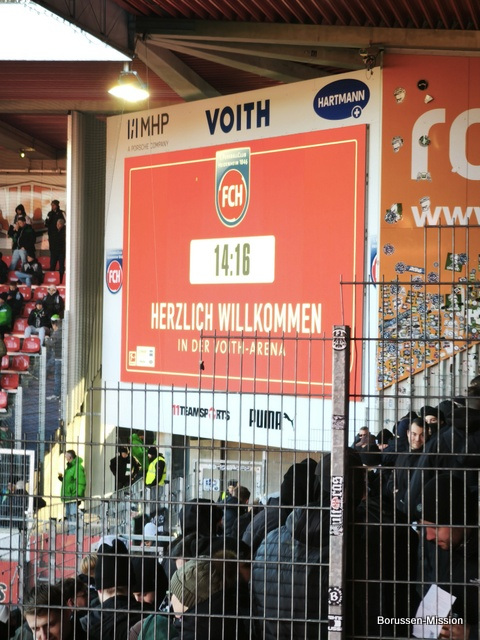 MHP
A PORSCHE COMPANY
VOITH
HARTMANN
FCH
14:16
HERZLICH WILLKOMMEN
IN DER VOITH-ARENA
FCH
11TEAMSPORTS
PUMA
www
Borussen-Mission